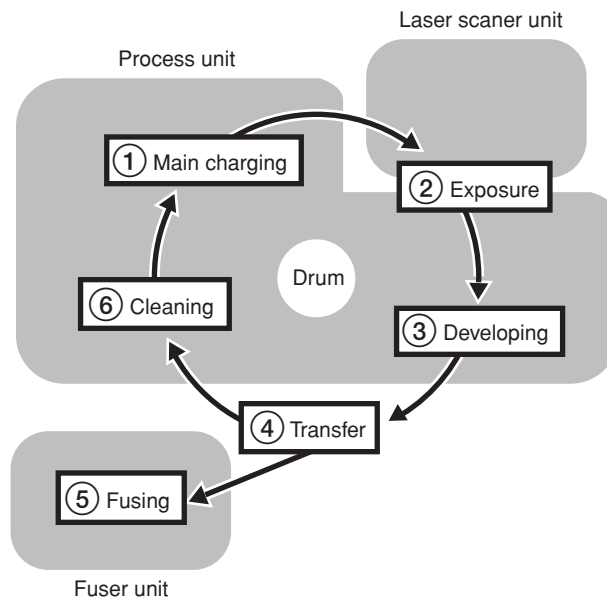 Laser scaner unit
Process unit
1 Main charging
2 Exposure
Drum
6 Cleaning
3 Developing
4 Transfer
5 Fusing
Fuser unit